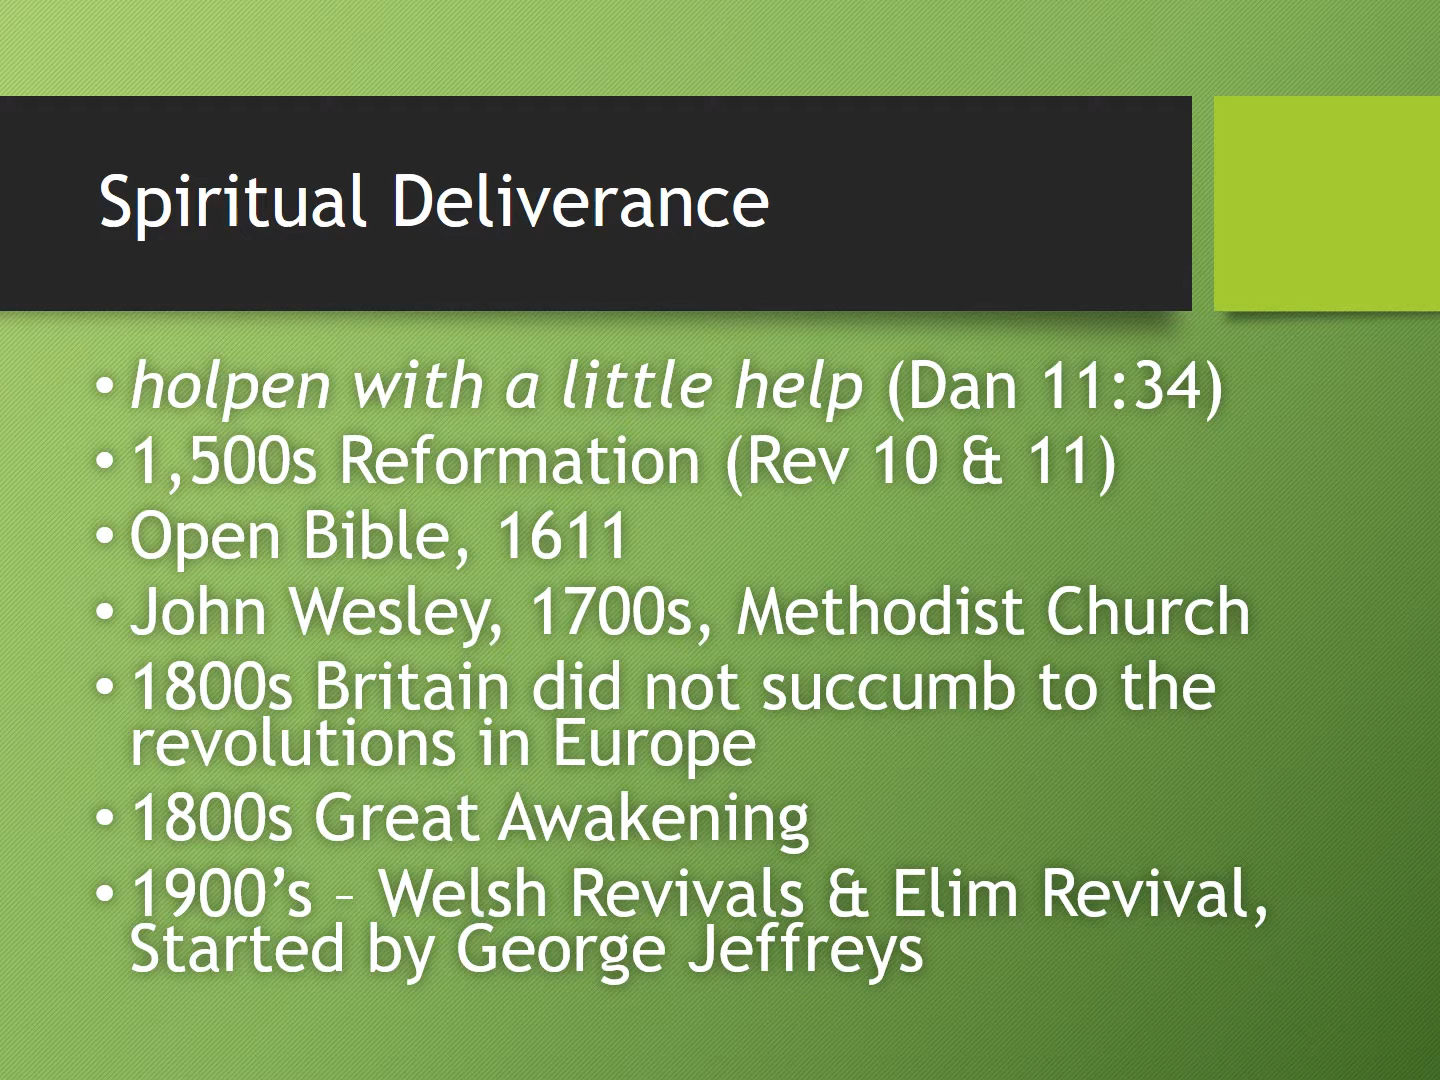 Spiritual Deliverance
• holpen with a little help (Dan 11:34)
• 1,500s Reformation (Rev 10 & 11)
• Open Bible, 1611
• John Wesley, 1700s, Methodist Church
• 1800s Britain did not succumb to the
revolutions in Europe
• 1800s Great Awakening
• 1900’s – Welsh Revivals & Elim Revival,
Started by George Jeffreys